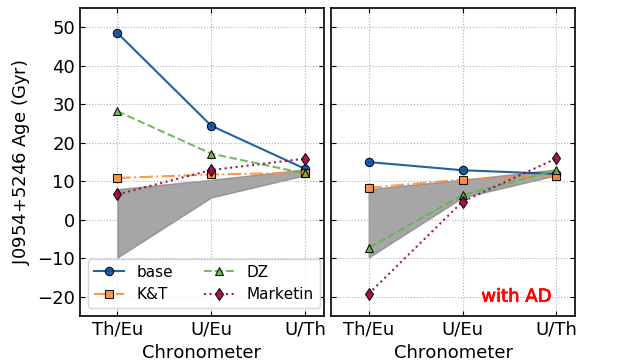 J0954+5246 Age (Gyr)
50
40
30
20
10
0
−10
−20
base
K&T
DZ
Marketin
with AD
Th/Eu
U/Eu
U/Th
Th/Eu
U/Eu
U/Th
Chronometer
Chronometer